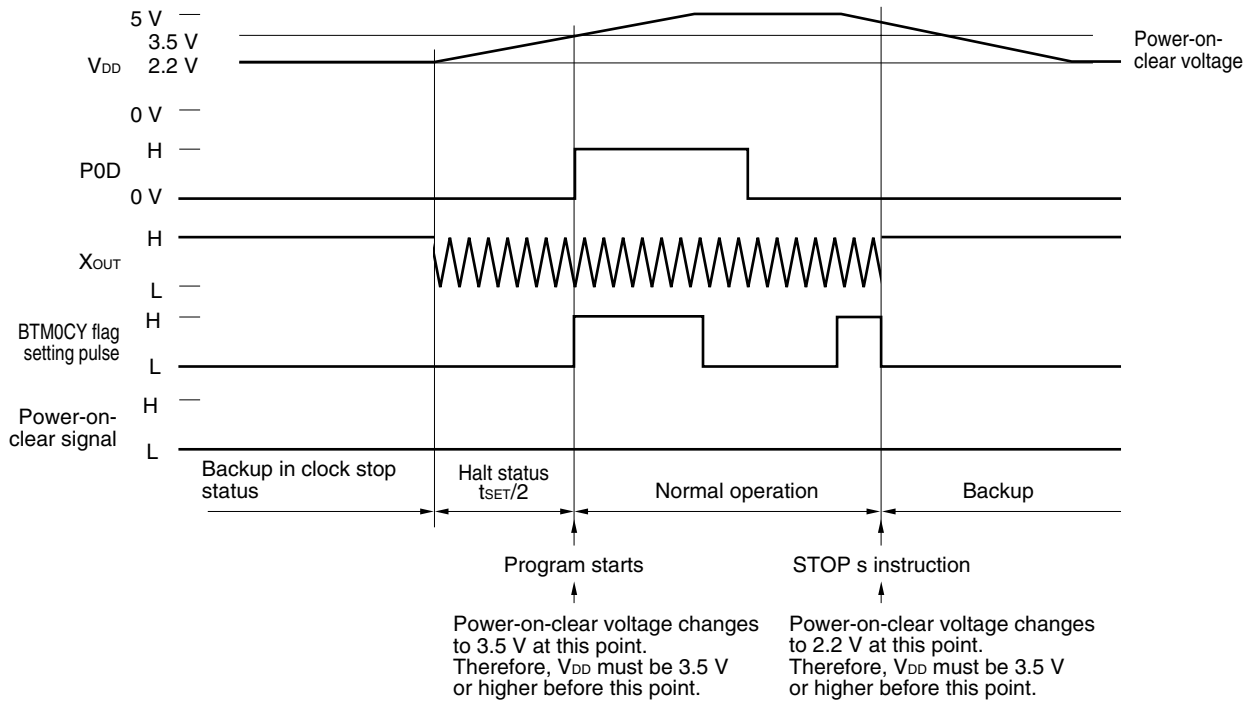 5 V
3.5 V
VDD 2.2 V
Power-on-
clear voltage
0 V
H
P0D
0 V
H
XOUT
L
H
BTM0CY flag
setting pulse
L
H
Power-on-
clear signal
L
Backup in clock stop
status
Halt status
tSET/2
Normal operation
Backup
Program starts
STOP s instruction
Power-on-clear voltage changes
to 3.5 V at this point.
Therefore, VDD must be 3.5 V
or higher before this point.
Power-on-clear voltage changes
to 2.2 V at this point.
Therefore, VDD must be 3.5 V
or higher before this point.